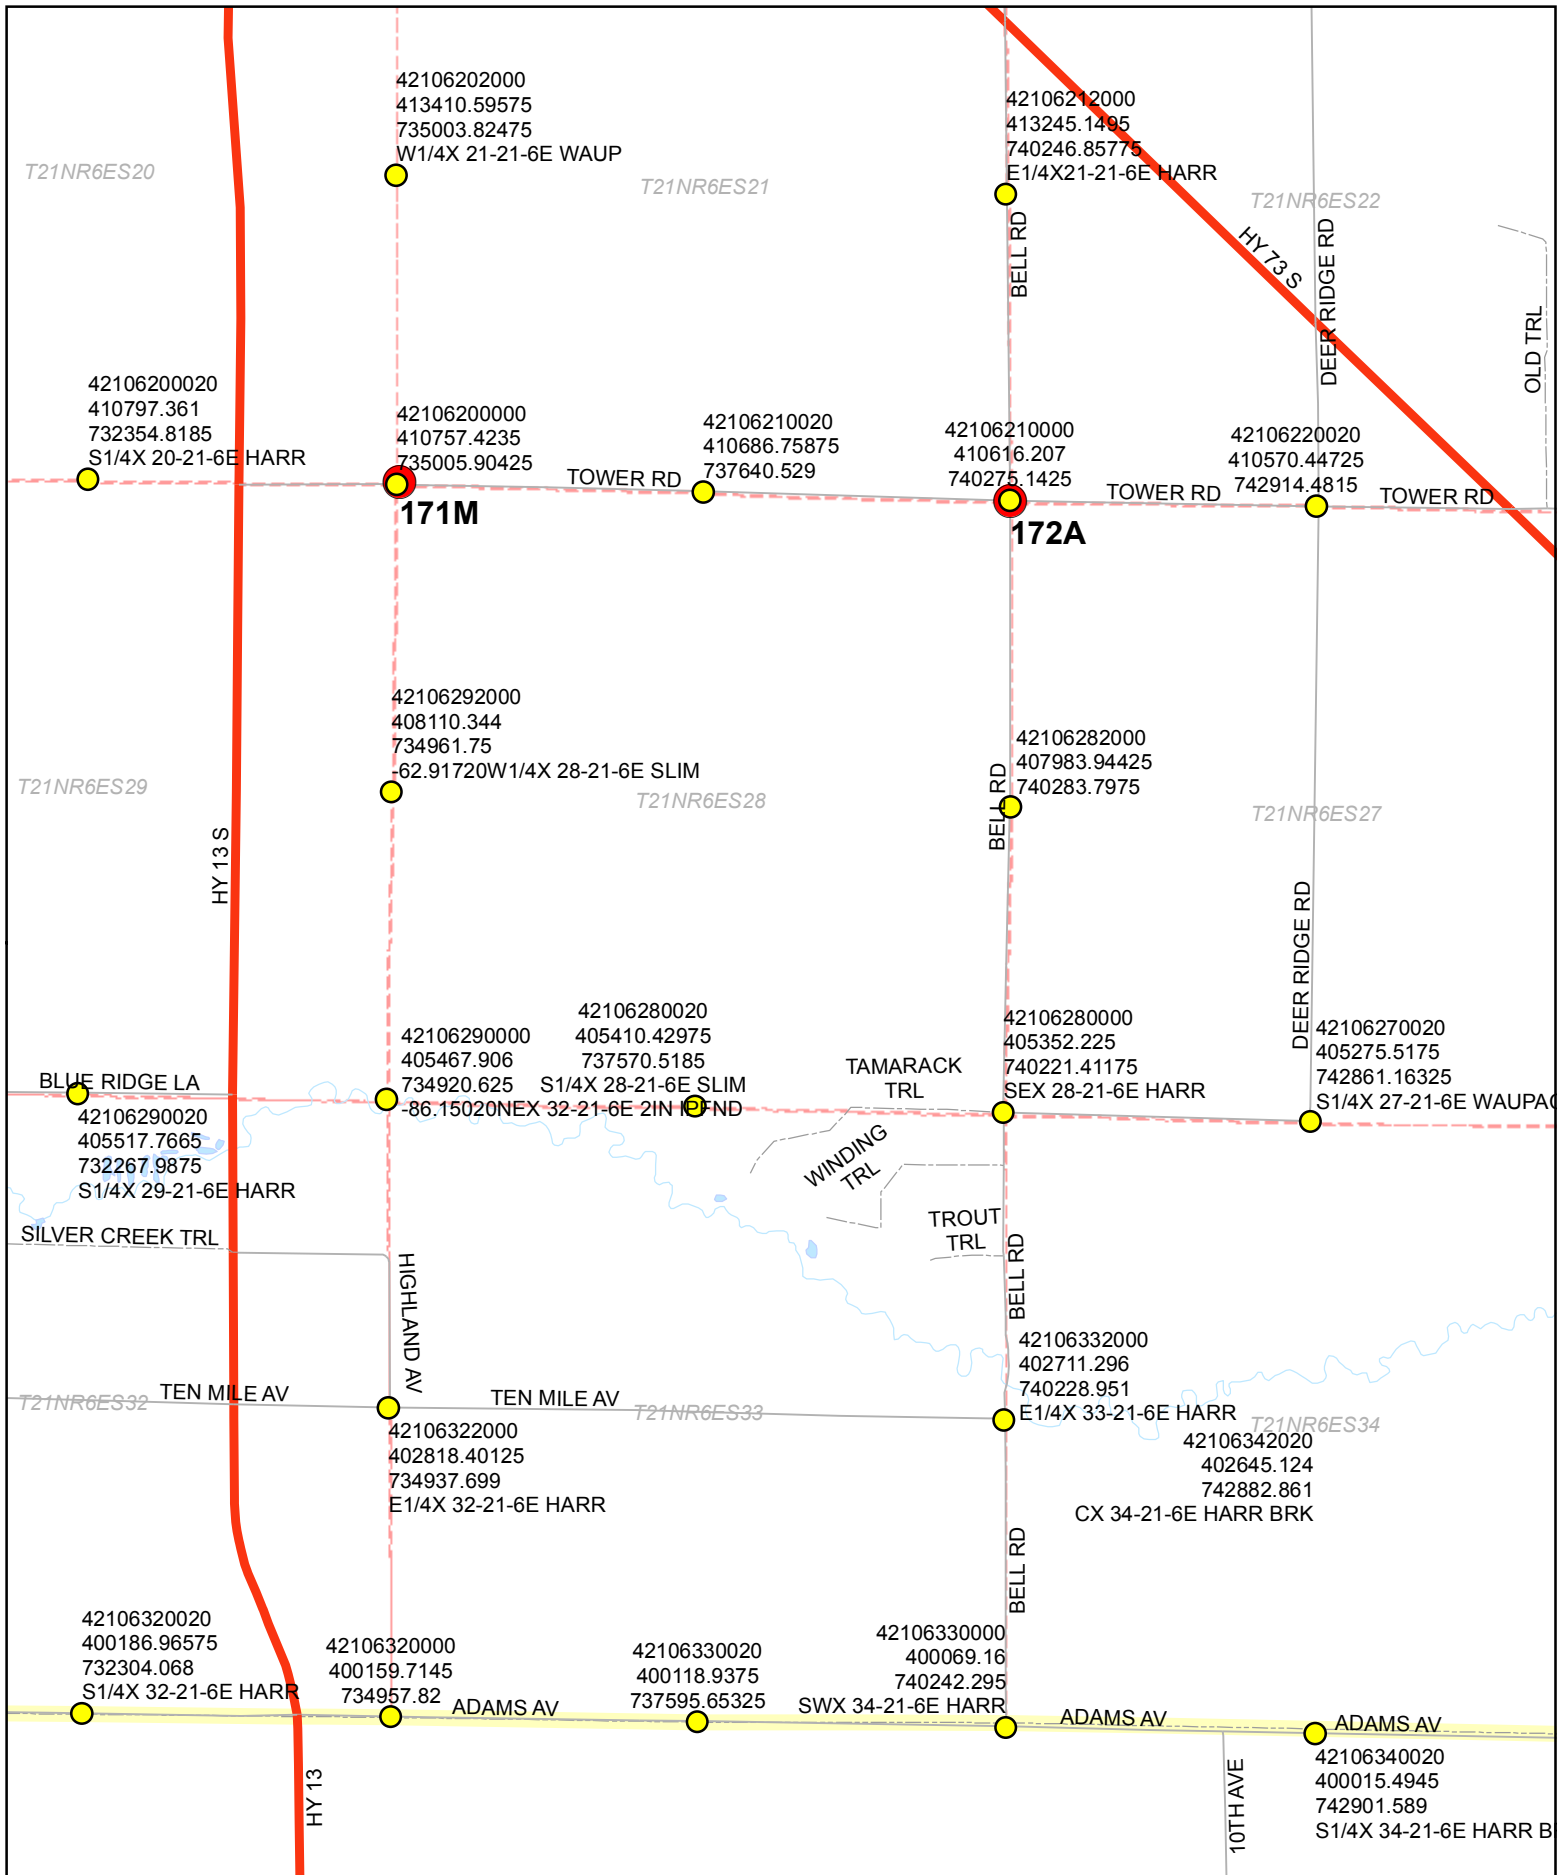 42106202000
413410.59575
735003.82475
W1/4X 21-21-6E WAUP
42106212000
413245.1495
740246.85775
E1/4X21-21-6E HARR
T21NR6ES20
T21NR6ES21
T21NR6ES22
BELL RD
HY 73 S
DEER RIDGE RD
OLD TRL
42106200020
410797.361
732354.8185
S1/4X 20-21-6E HARR
42106200000
410757.4235
735005.90425
171M
TOWER RD
42106210020
410686.75875
737640.529
42106210000
410616.207
740275.1425
172A
TOWER RD
42106220020
410570.44725
742914.4815
TOWER RD
42106292000
408110.344
734961.75
-62.91720W1/4X 28-21-6E SLIM
42106282000
407983.94425
740283.7975
T21NR6ES29
T21NR6ES28
T21NR6ES27
HY 13 S
BELL RD
DEER RIDGE RD
BLUE RIDGE LA
42106290020
405517.7665
732267.9875
S1/4X 29-21-6E HARR
42106290000
405467.906
734920.625
-86.15020NEX 32-21-6E 2IN IPFND
42106280020
405410.42975
737570.5185
S1/4X 28-21-6E SLIM
TAMARACK
TRL
42106280000
405352.225
740221.41175
SEX 28-21-6E HARR
42106270020
405275.5175
742861.16325
S1/4X 27-21-6E WAUPAC
WINDING
TRL
TROUT
TRL
SILVER CREEK TRL
HIGHLAND AV
BELL RD
T21NR6ES32
TEN MILE AV
TEN MILE AV
T21NR6ES33
42106332000
402711.296
740228.951
E1/4X 33-21-6E HARR
T21NR6ES34
42106322000
402818.40125
734937.699
E1/4X 32-21-6E HARR
42106342020
402645.124
742882.861
CX 34-21-6E HARR BRK
BELL RD
42106320020
400186.96575
732304.068
S1/4X 32-21-6E HARR
42106320000
400159.7145
734957.82
ADAMS AV
42106330020
400118.9375
737595.65325
42106330000
400069.16
740242.295
SWX 34-21-6E HARR
ADAMS AV
ADAMS AV
42106340020
400015.4945
742901.589
S1/4X 34-21-6E HARR
HY 13
10TH AVE